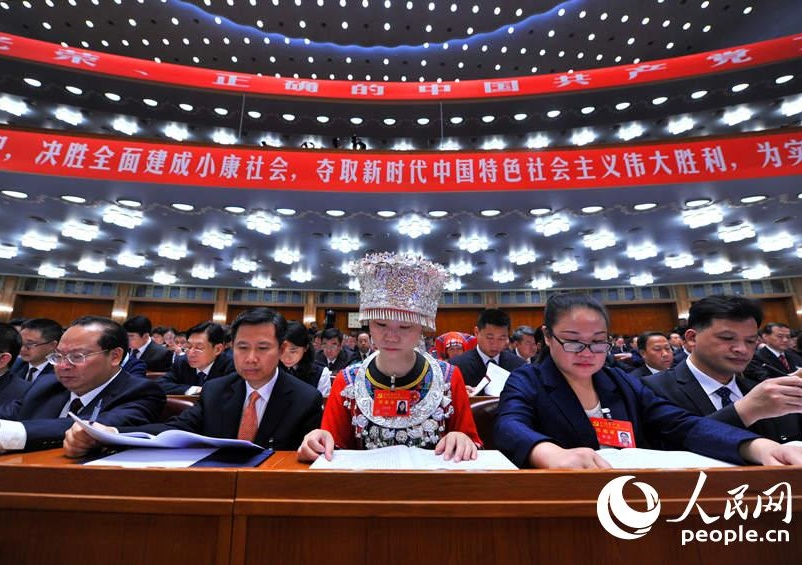 荣、正确的中国共产党
，决胜全面建成小康社会，夺取新时代中国特色社会主义伟大胜利，为实
人民网
people.cn